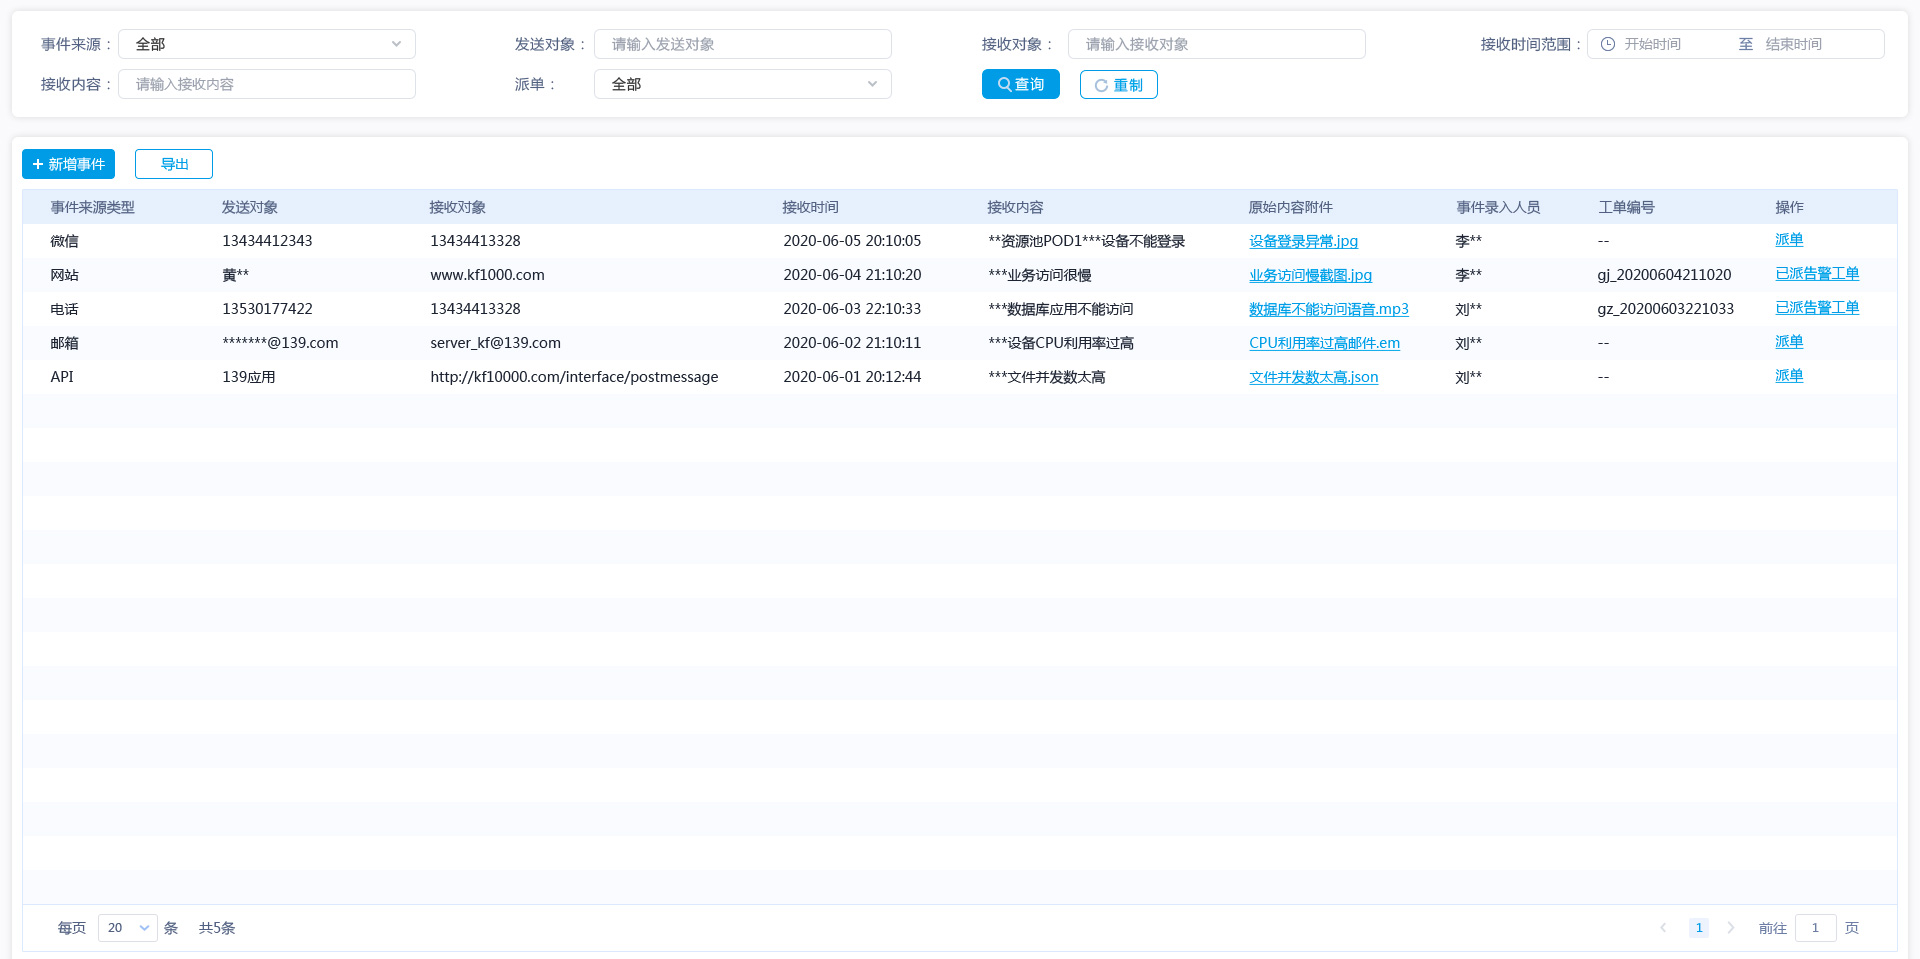 事件来源： 全部 发送对象： 请输入发送对象 接收对象： 请输入接收对象 接收时间范围： 开始时间 至 结束时间
接收内容： 请输入接收内容 派单： 全部 查询 重制
+ 新增事件 导出
事件来源类型 发送对象 接收对象 接收时间 接收内容 原始内容附件 事件录入人员 工单编号 操作
微信 13434412343 13434413328 2020-06-05 20:10:05 **资源池POD1***设备不能登录 设备登录异常.jpg 李** -- 派单
网站 黄** www.kf1000.com 2020-06-04 21:10:20 ***业务访问很慢 业务访问慢截图.jpg 李** gj_20200604211020 已派告警工单
电话 13530177422 13434413328 2020-06-03 22:10:33 ***数据库应用不能访问 数据库不能访问语音.mp3 刘** gz_20200603221033 已派告警工单
邮箱 *******@139.com server_kf@139.com 2020-06-02 21:10:11 ***设备CPU利用率过高 CPU利用率过高邮件.em 刘** -- 派单
API 139应用 http://kf10000.com/interface/postmessage 2020-06-01 20:12:44 ***文件并发数太高 文件并发数太高.json 刘** -- 派单
每页 20 条 共5条 1 前往 1 页